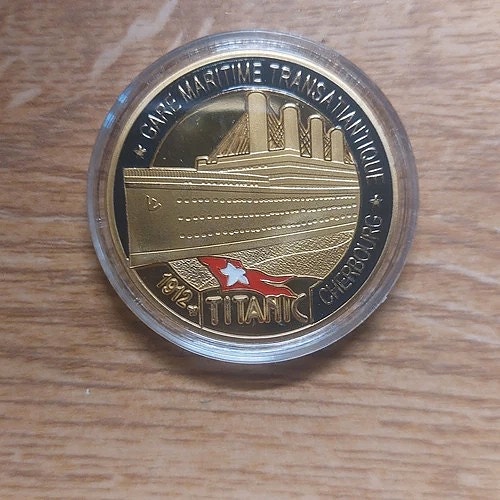 ★ GARE MARITIME TRANSATLANTIQUE ★
CHERBOURG
1912
TITANIC